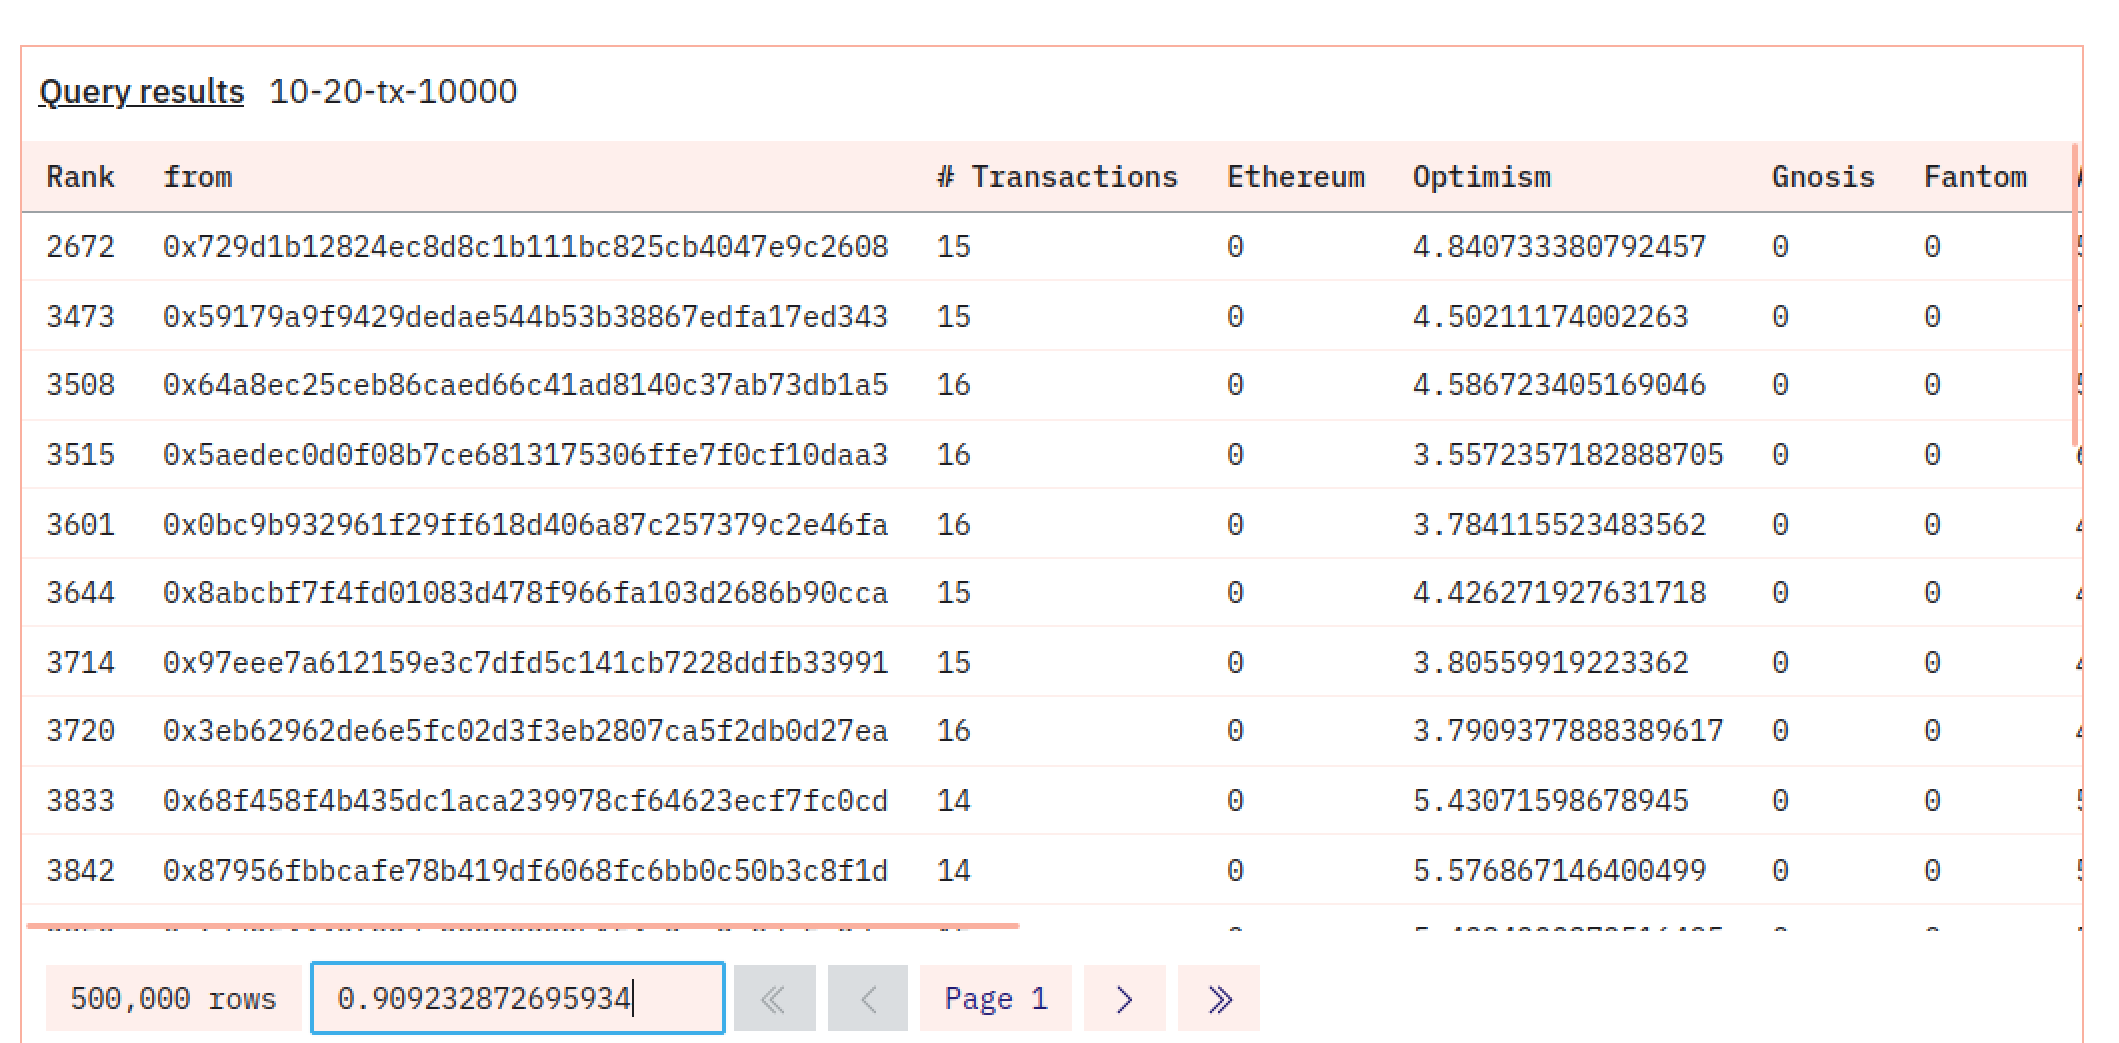 Query results 10-20-tx-10000
Rank from # Transactions Ethereum Optimism Gnosis Fantom
2672 0x729d1b12824ec8d8c1b111bc825cb4047e9c2608 15 0 4.840733380792457 0 0
3473 0x59179a9f9429dedae544b53b38867edfa17ed343 15 0 4.50211174002263 0 0
3508 0x64a8ec25ceb86caed66c41ad8140c37ab73db1a5 16 0 4.586723405169046 0 0
3515 0x5aedec0d0f08b7ce6813175306ffe7f0cf10daa3 16 0 3.5572357182888705 0 0
3601 0x0bc9b932961f29ff618d406a87c257379c2e46fa 16 0 3.784115523483562 0 0
3644 0x8abcbf7f4fd01083d478f966fa103d2686b90cca 15 0 4.426271927631718 0 0
3714 0x97eee7a612159e3c7dfd5c141cb7228ddfb33991 15 0 3.80559919223362 0 0
3720 0x3eb62962de6e5fc02d3f3eb2807ca5f2db0d27ea 16 0 3.7909377888389617 0 0
3833 0x68f458f4b435dc1aca239978cf64623ecf7fc0cd 14 0 5.43071598678945 0 0
3842 0x87956fbbcafe78b419df6068fc6bb0c50b3c8f1d 14 0 5.576867146400499 0 0
500,000 rows 0.909232872695934 Page 1